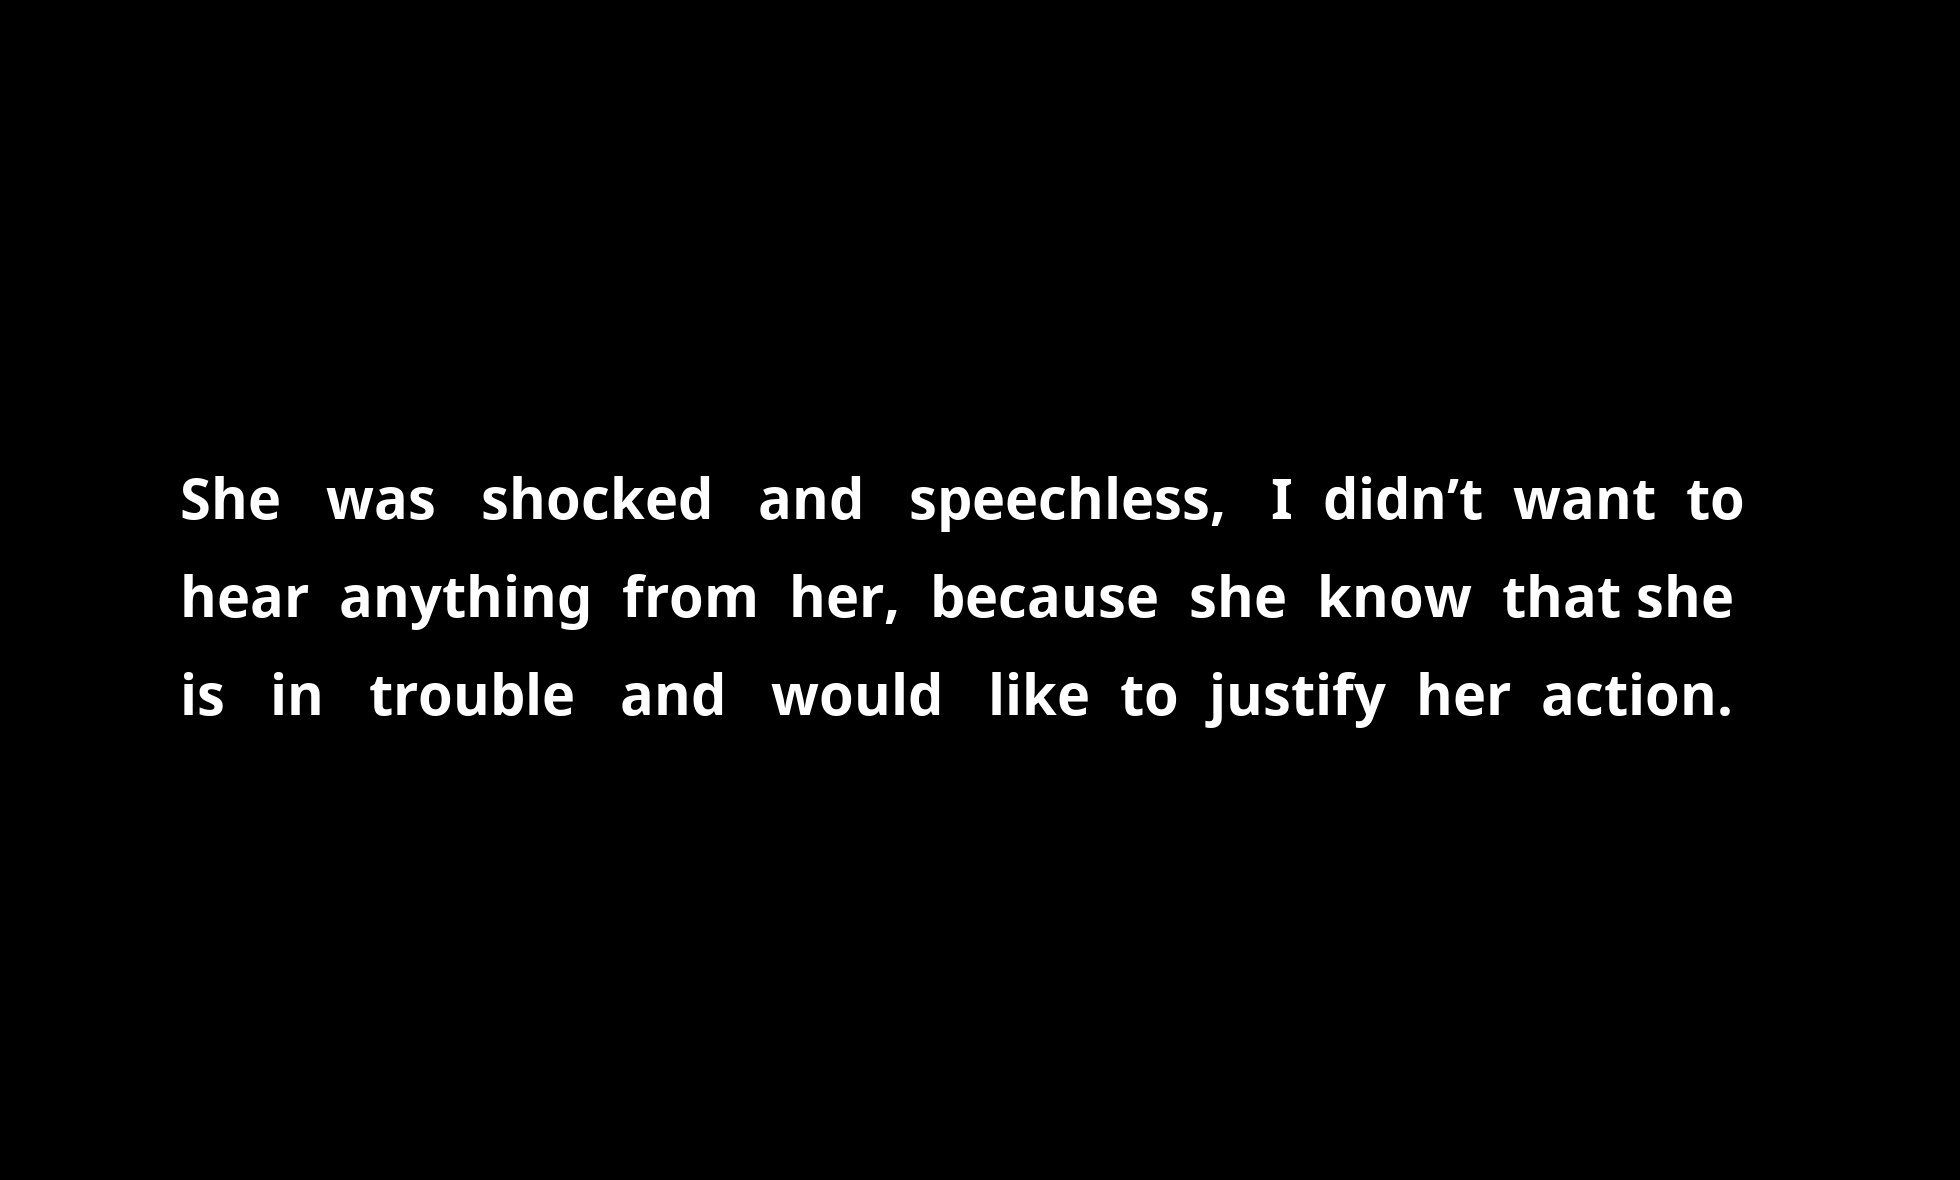 She was shocked and speechless, I didn’t want to
hear anything from her, because she know that she
is in trouble and would like to justify her action.